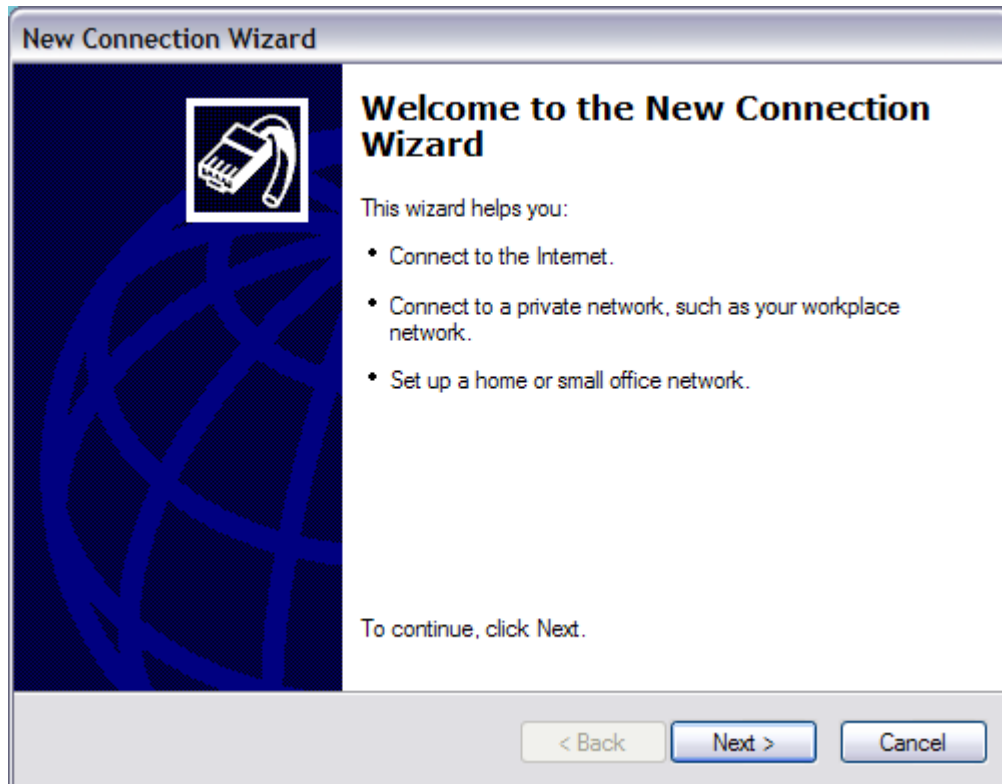 New Connection Wizard
Welcome to the New Connection
Wizard
This wizard helps you:
• Connect to the Internet.
• Connect to a private network, such as your workplace
network.
• Set up a home or small office network.
To continue, click Next.
< Back
Next >
Cancel